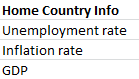 Home Country Info
Unemployment rate
Inflation rate
GDP